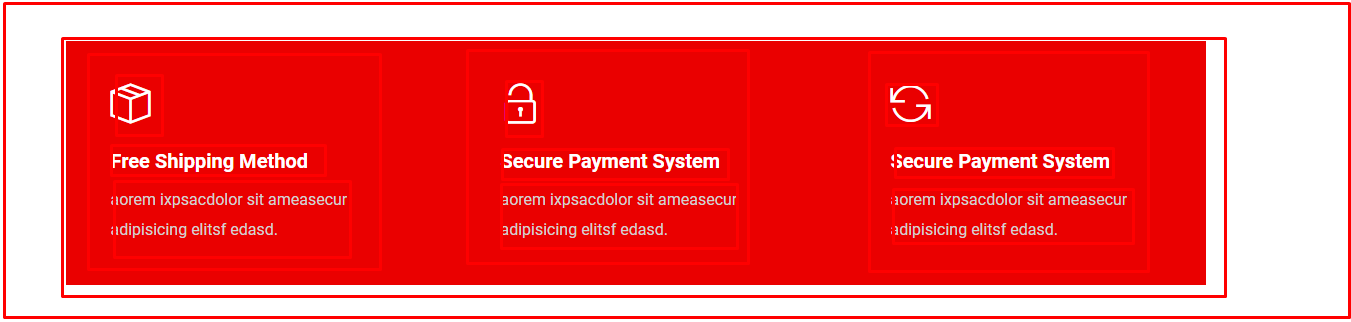 Free Shipping Method
aorem ixpsacdolor sit ameasecur
adipisicing elitsf edasd.
Secure Payment System
aorem ixpsacdolor sit ameasecur
adipisicing elitsf edasd.
Secure Payment System
aorem ixpsacdolor sit ameasecur
adipisicing elitsf edasd.